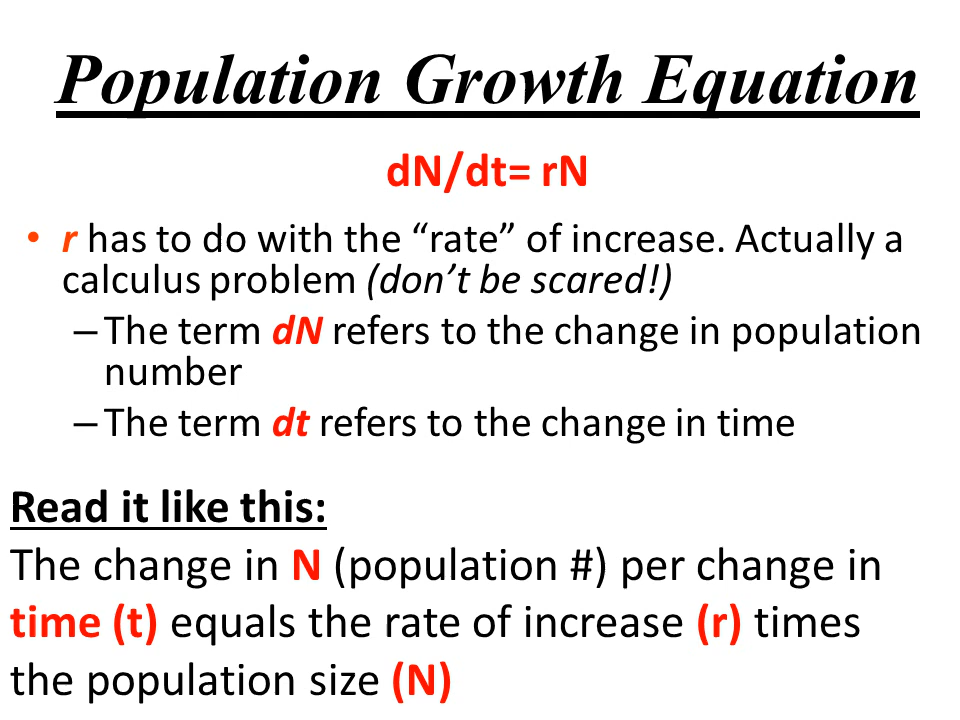 Population Growth Equation
dN/dt= rN
• r has to do with the “rate” of increase. Actually a
calculus problem (don’t be scared!)
– The term dN refers to the change in population
number
– The term dt refers to the change in time
Read it like this:
The change in N (population #) per change in
time (t) equals the rate of increase (r) times
the population size (N)